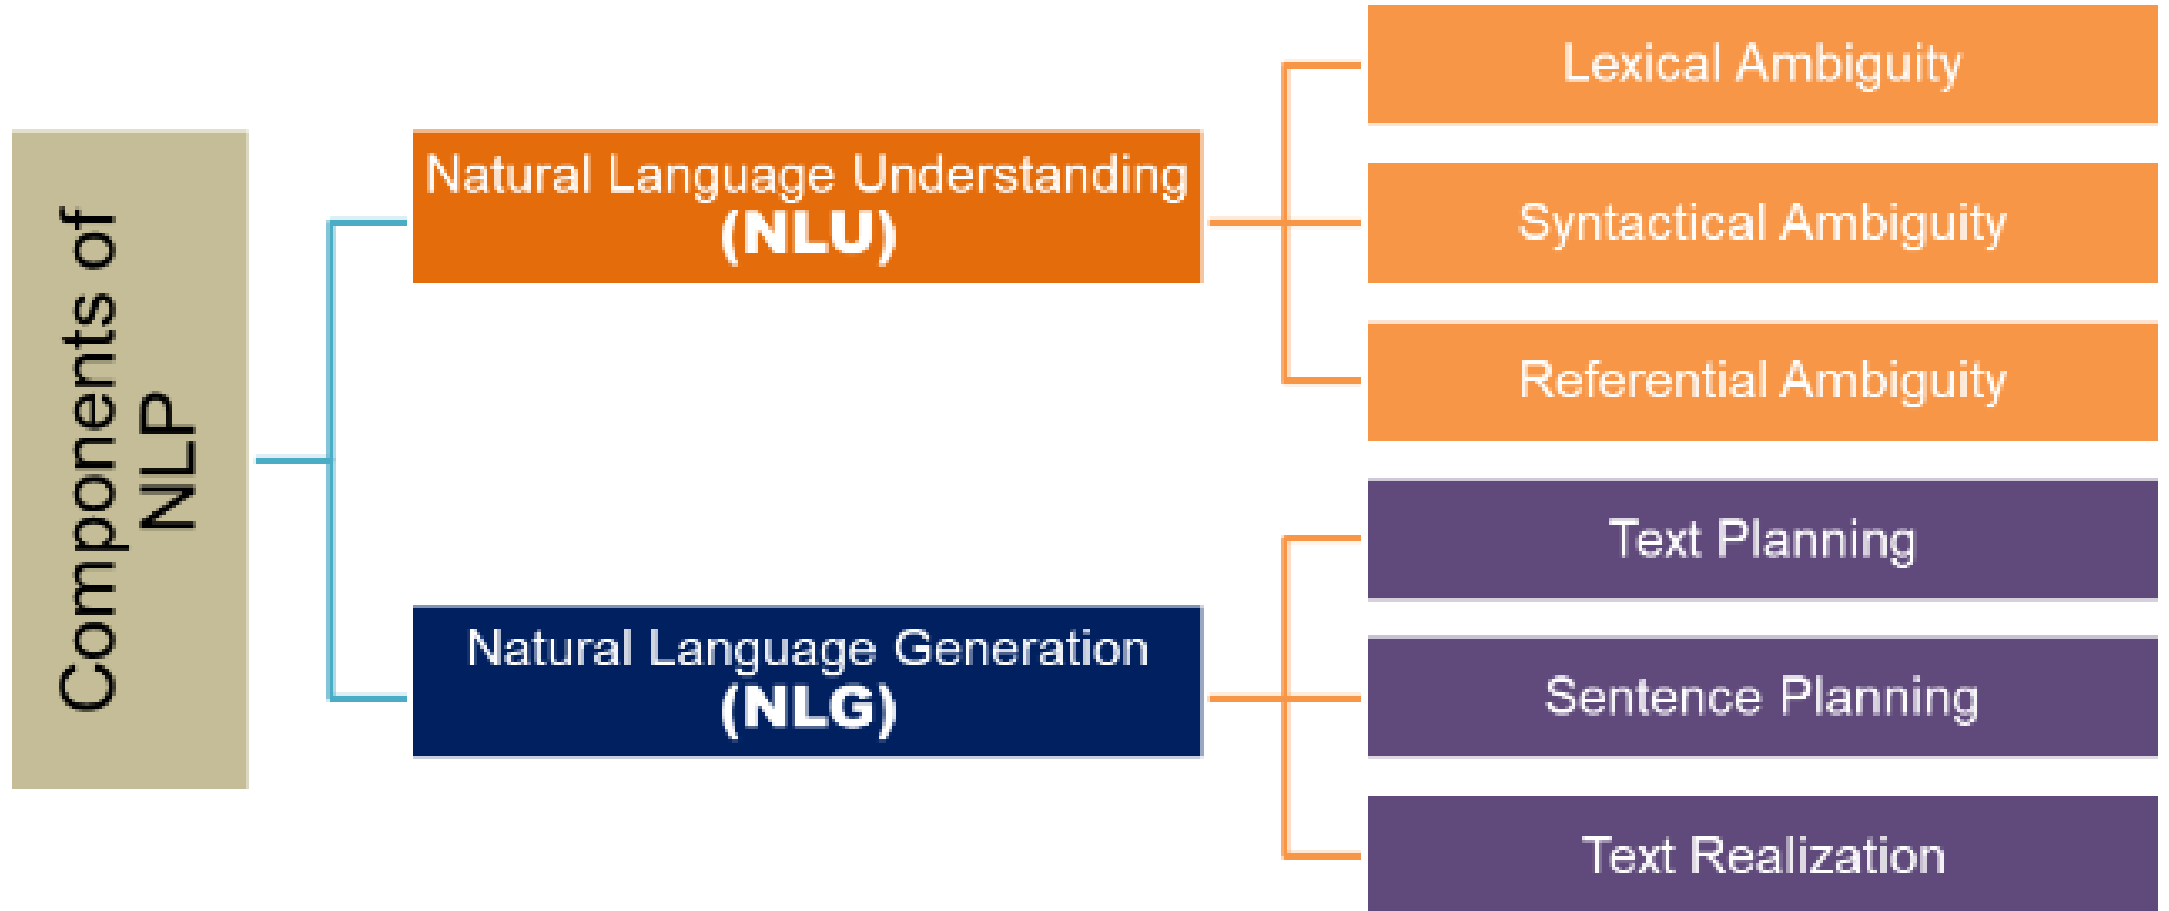 Components of
NLP
Natural Language Understanding
(NLU)
Lexical Ambiguity
Syntactical Ambiguity
Referential Ambiguity
Natural Language Generation
(NLG)
Text Planning
Sentence Planning
Text Realization